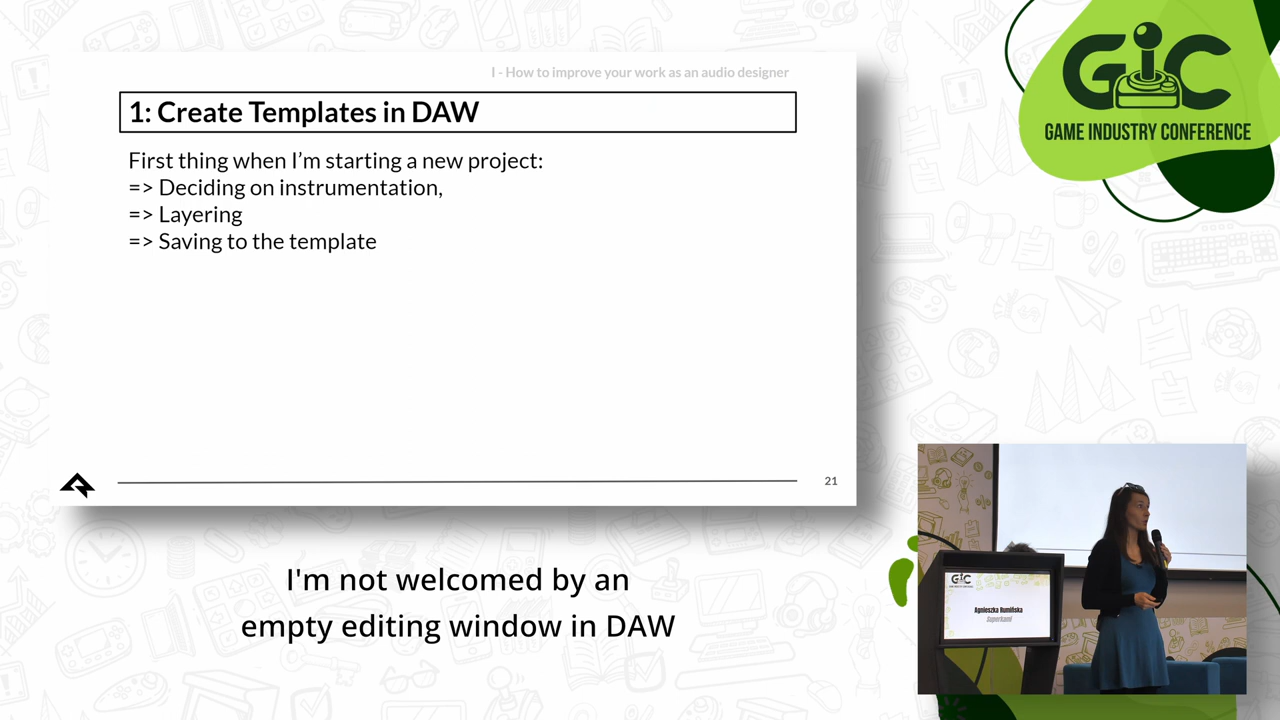 I - How to improve your work as an audio designer
1: Create Templates in DAW
First thing when I’m starting a new project:
=> Deciding on instrumentation,
=> Layering
=> Saving to the template
21
I'm not welcomed by an
empty editing window in DAW
GIC
GAME INDUSTRY CONFERENCE
GIC
Agnieszka Rumińska